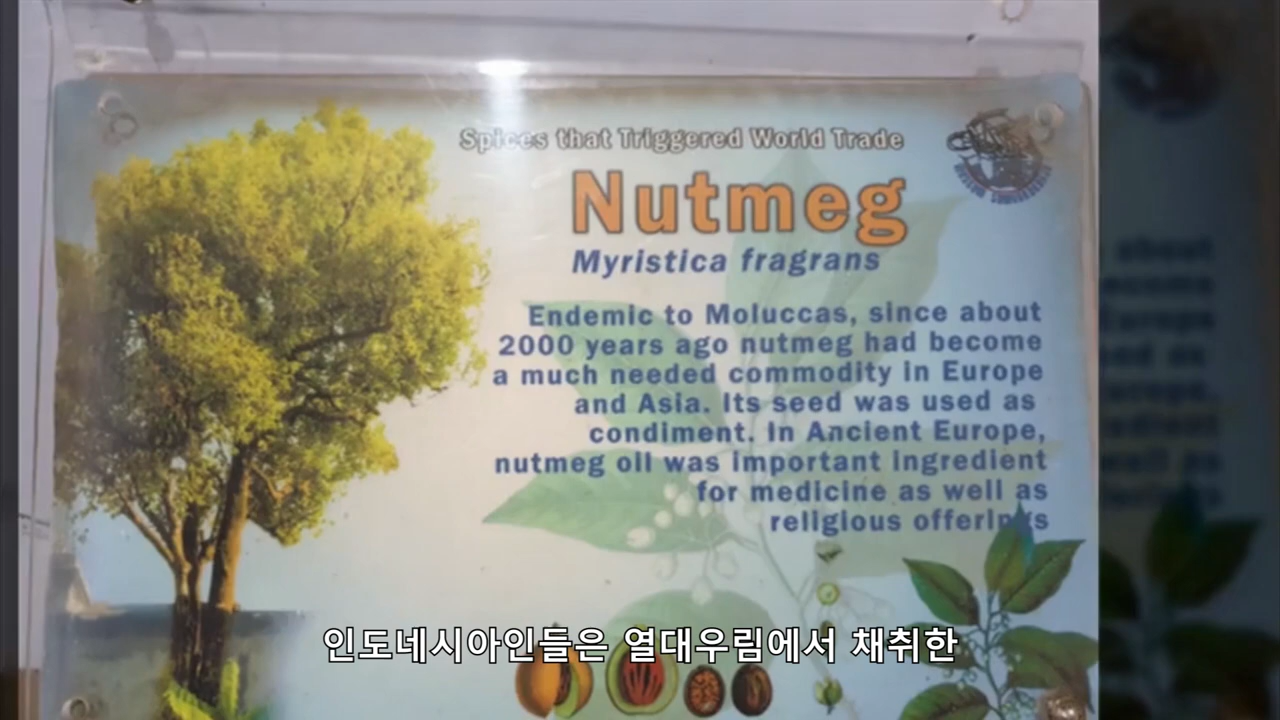 Spices that Triggered World Trade
Nutmeg
Myristica fragrans
Endemic to Moluccas, since about
2000 years ago nutmeg had become
a much needed commodity in Europe
and Asia. Its seed was used as
condiment. In Ancient Europe,
nutmeg oil was important ingredient
for medicine as well as
religious offerings
인도네시아인들은 열대우림에서 채취한